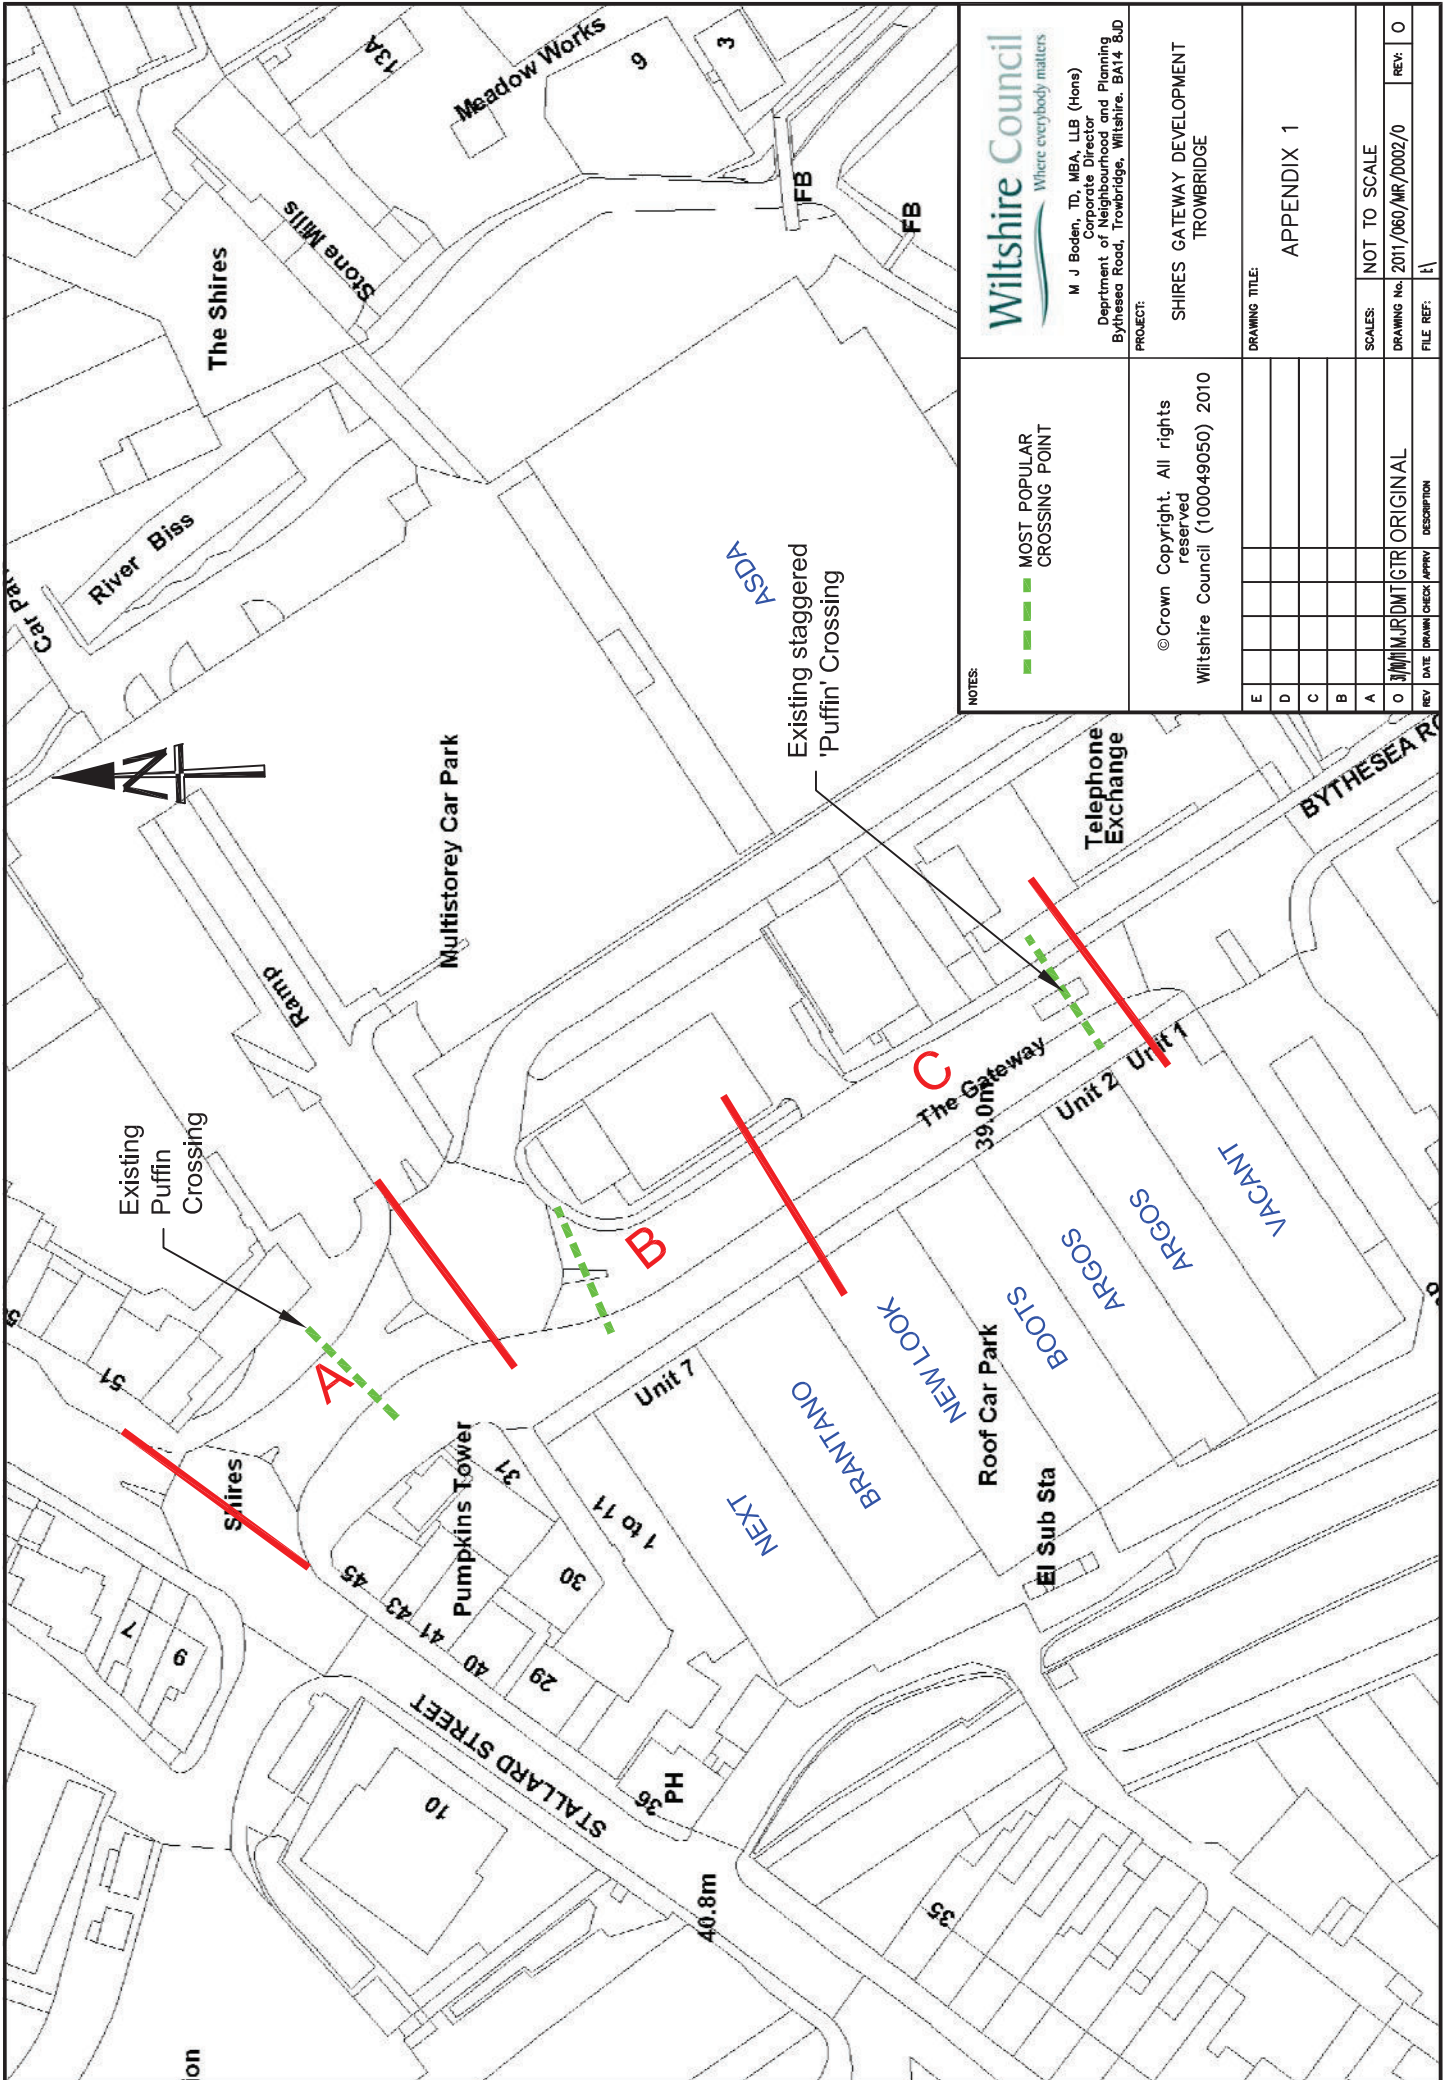 The Shires
13A
Meadow Works
9
3
Stone Mills
FB
FB
River Biss
ASDA
Existing staggered
'Puffin' Crossing
N
Multistorey Car Park
Ramp
Existing
Puffin
Crossing
51
Shires
A
B
C
The Gateway
39.0m
Unit 1
Unit 2
Unit 7
Telephone
Exchange
VACANT
ARGOS
ARGOS
BOOTS
NEW LOOK
BRANTANO
NEXT
Roof Car Park
El Sub Sta
Pumpkins Tower
31
1 to 11
30
45
43
41
40
29
36
PH
7
9
10
STALLARD STREET
40.8m
35
NOTES:
MOST POPULAR
CROSSING POINT
©Crown Copyright. All rights
reserved
Wiltshire Council (100049050) 2010
E
D
C
B
A
O MJR DMT GTR ORIGINAL
REV DATE DRAWN CHECK APPRV DESCRIPTION
Wiltshire Council
Where everybody matters
M J Boden, TD, MBA, LLB (Hons)
Corporate Director
Deprtment of Neighbourhood and Planning
Bythesea Road, Trowbridge, Wiltshire. BA14 8JD
PROJECT:
SHIRES GATEWAY DEVELOPMENT
TROWBRIDGE
DRAWING TITLE:
APPENDIX 1
SCALES: NOT TO SCALE
DRAWING No. 2011/060/MR/0002/0 REV: O
FILE REF: t\